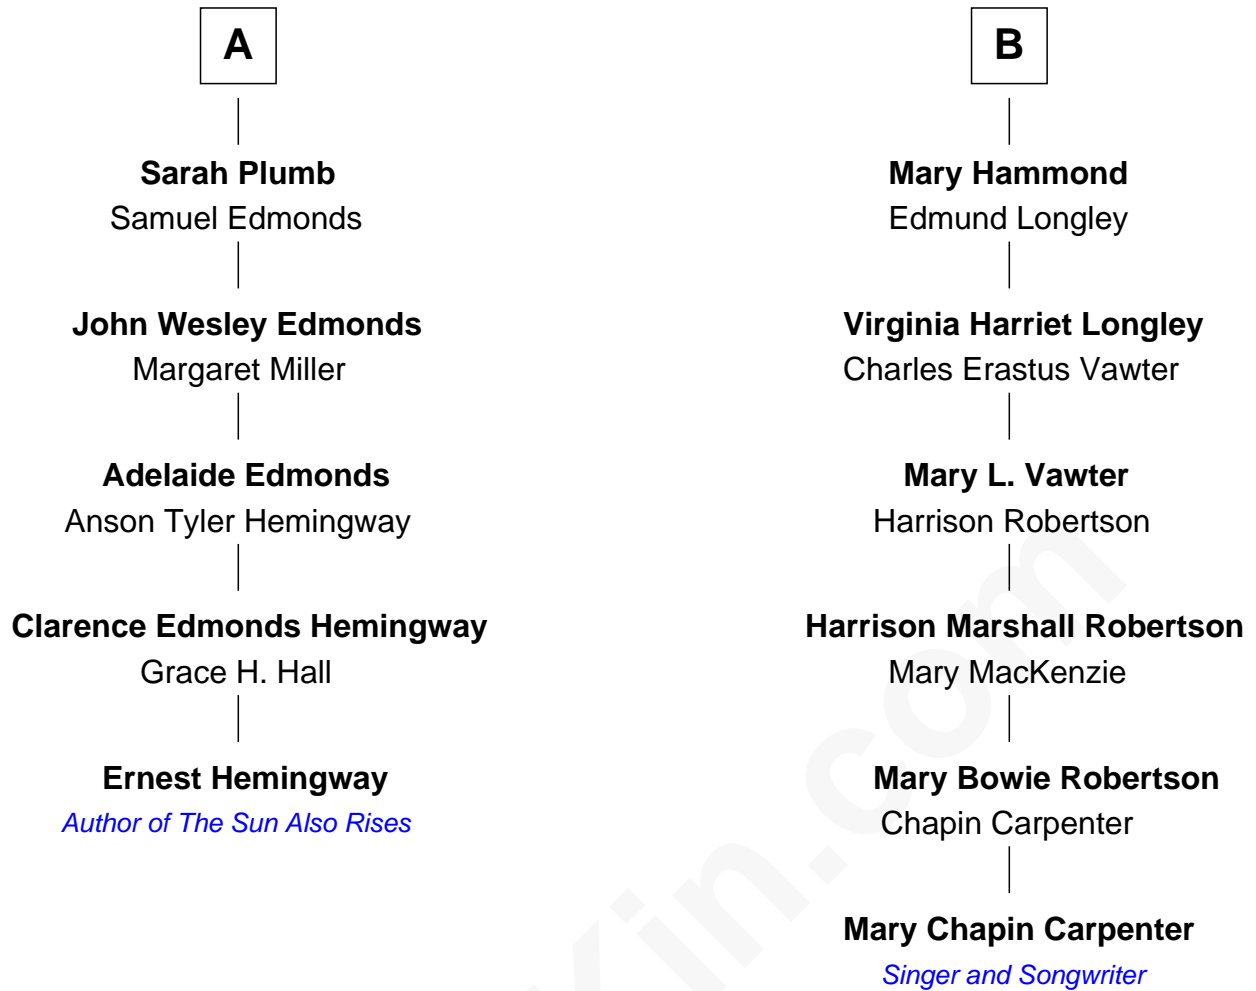 A
B
Sarah Plumb
Samuel Edmonds
Mary Hammond
Edmund Longley
John Wesley Edmonds
Margaret Miller
Virginia Harriet Longley
Charles Erastus Vawter
Adelaide Edmonds
Anson Tyler Hemingway
Mary L. Vawter
Harrison Robertson
Clarence Edmonds Hemingway
Grace H. Hall
Harrison Marshall Robertson
Mary MacKenzie
Ernest Hemingway
Author of The Sun Also Rises
Mary Bowie Robertson
Chapin Carpenter
Mary Chapin Carpenter
Singer and Songwriter
Kin.com